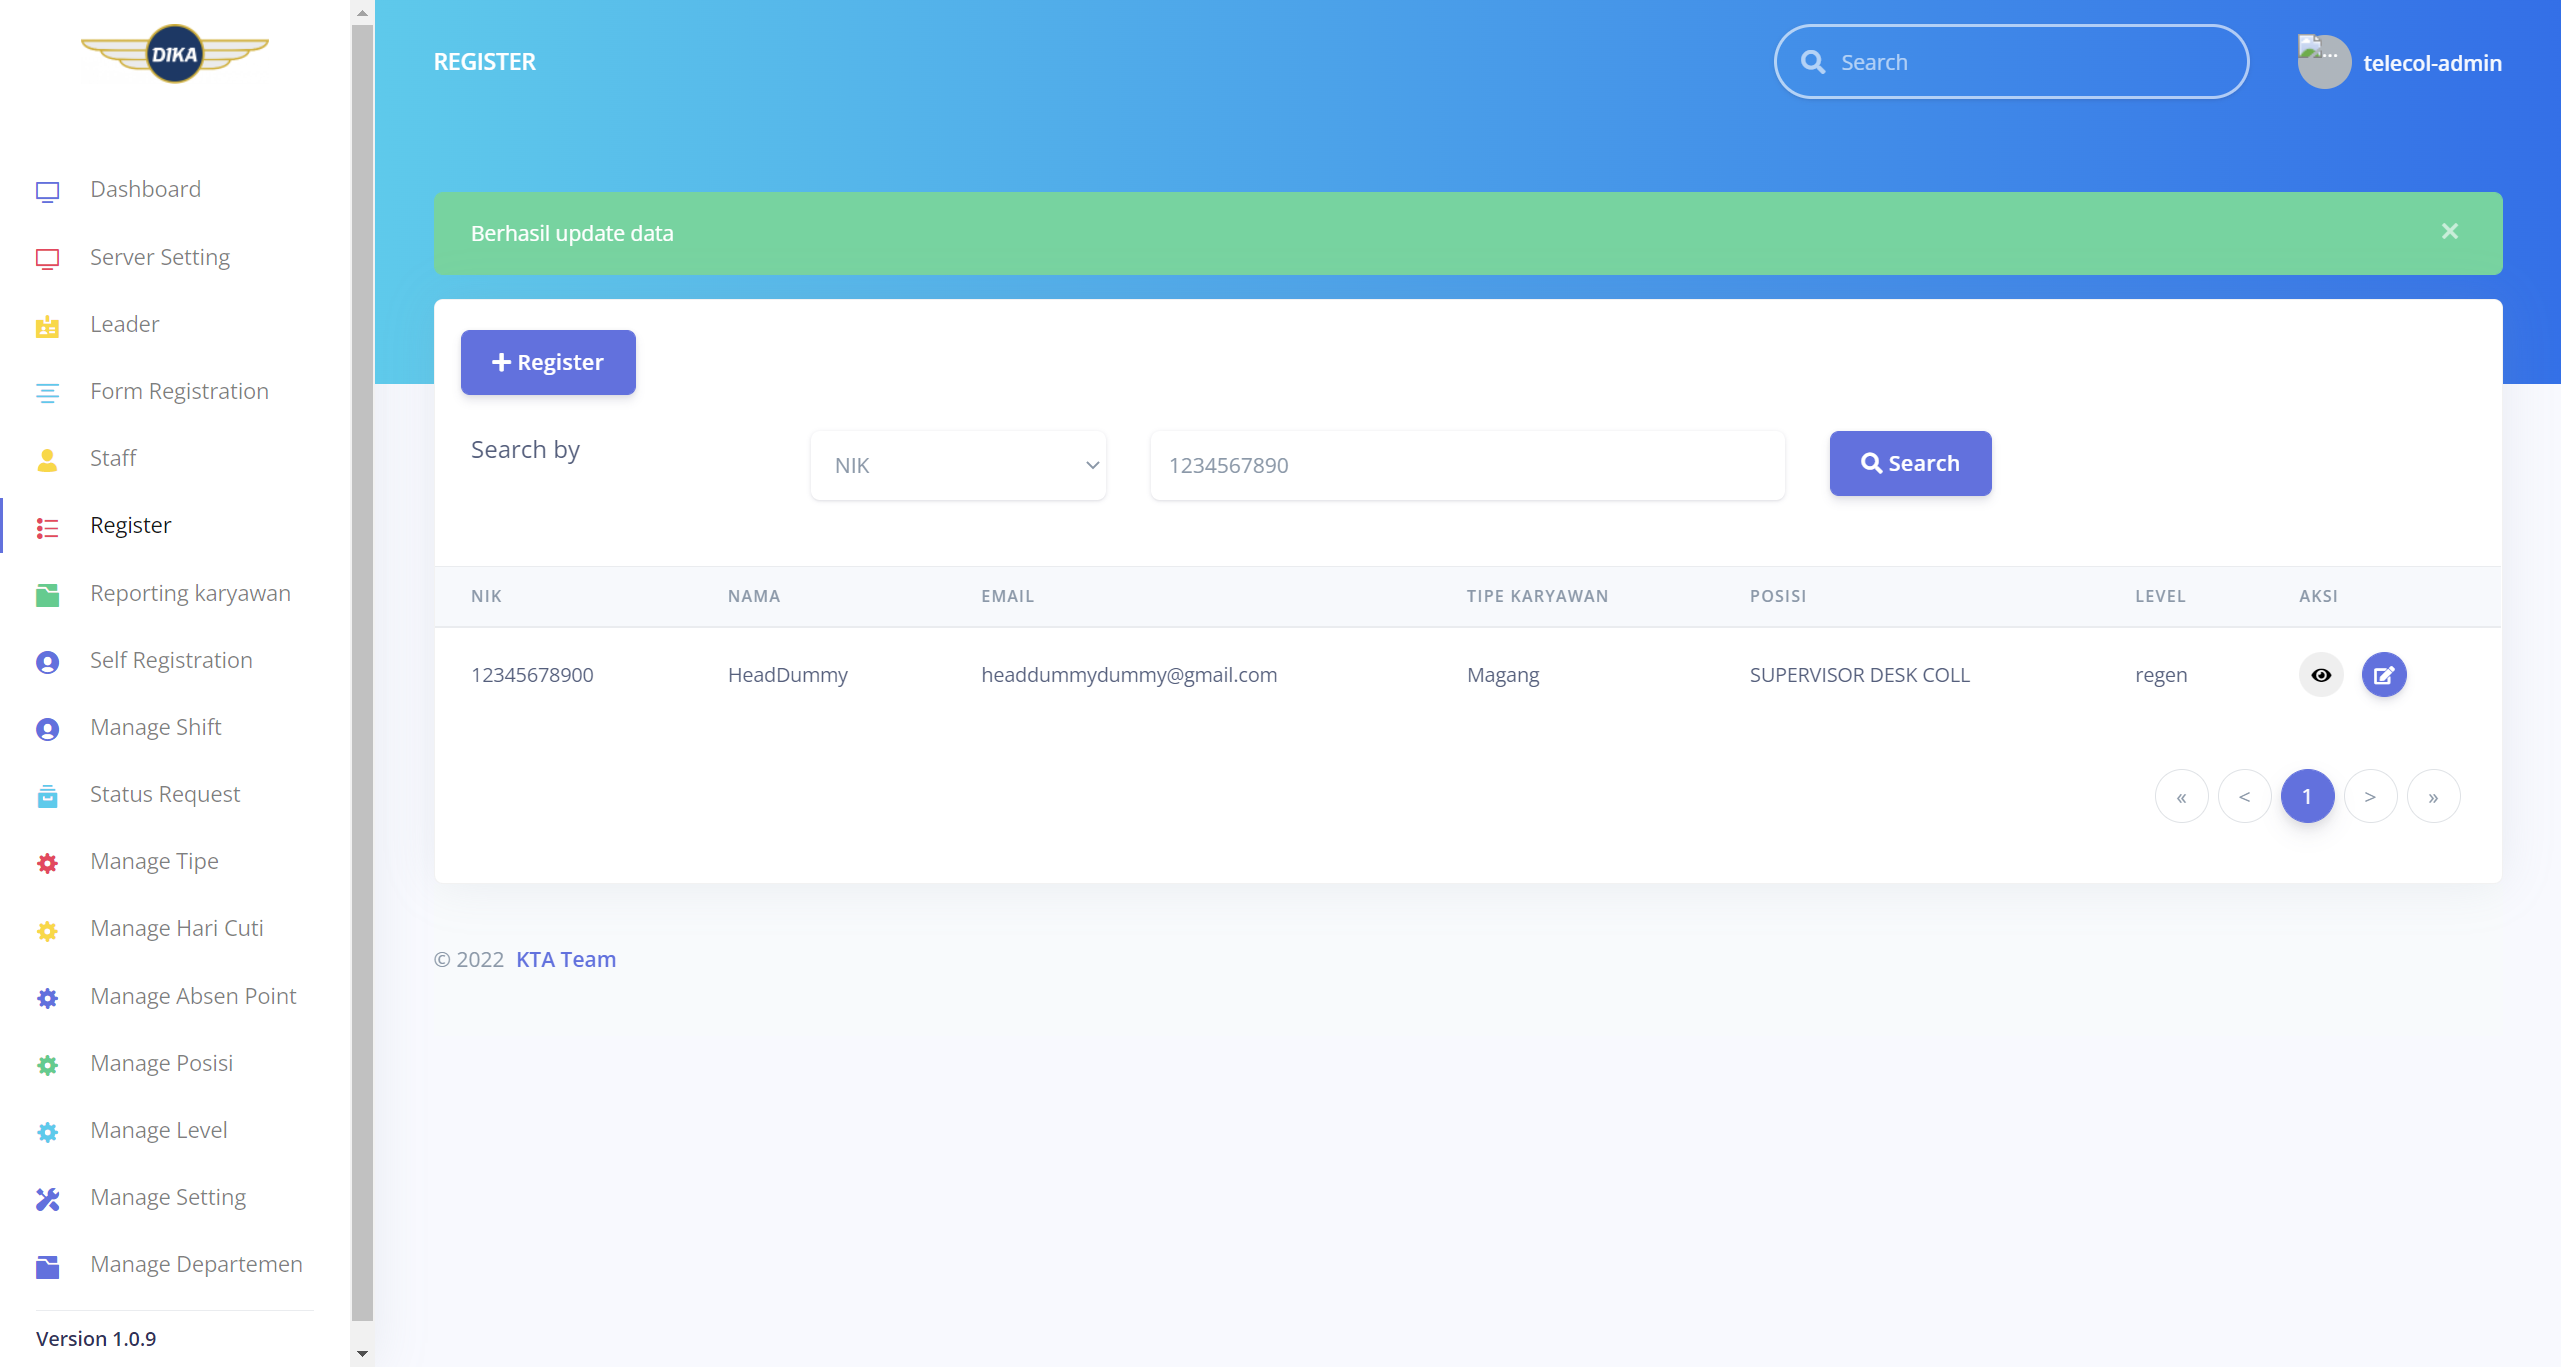 DIKA
Dashboard
Server Setting
Leader
Form Registration
Staff
Register
Reporting karyawan
Self Registration
Manage Shift
Status Request
Manage Tipe
Manage Hari Cuti
Manage Absen Point
Manage Posisi
Manage Level
Manage Setting
Manage Departemen
Version 1.0.9
REGISTER
Search
... telecol-admin
Berhasil update data ×
+ Register
Search by NIK 1234567890 Search
NIK NAMA EMAIL TIPE KARYAWAN POSISI LEVEL AKSI
12345678900 HeadDummy headdummydummy@gmail.com Magang SUPERVISOR DESK COLL regen
« < 1 > »
© 2022 KTA Team